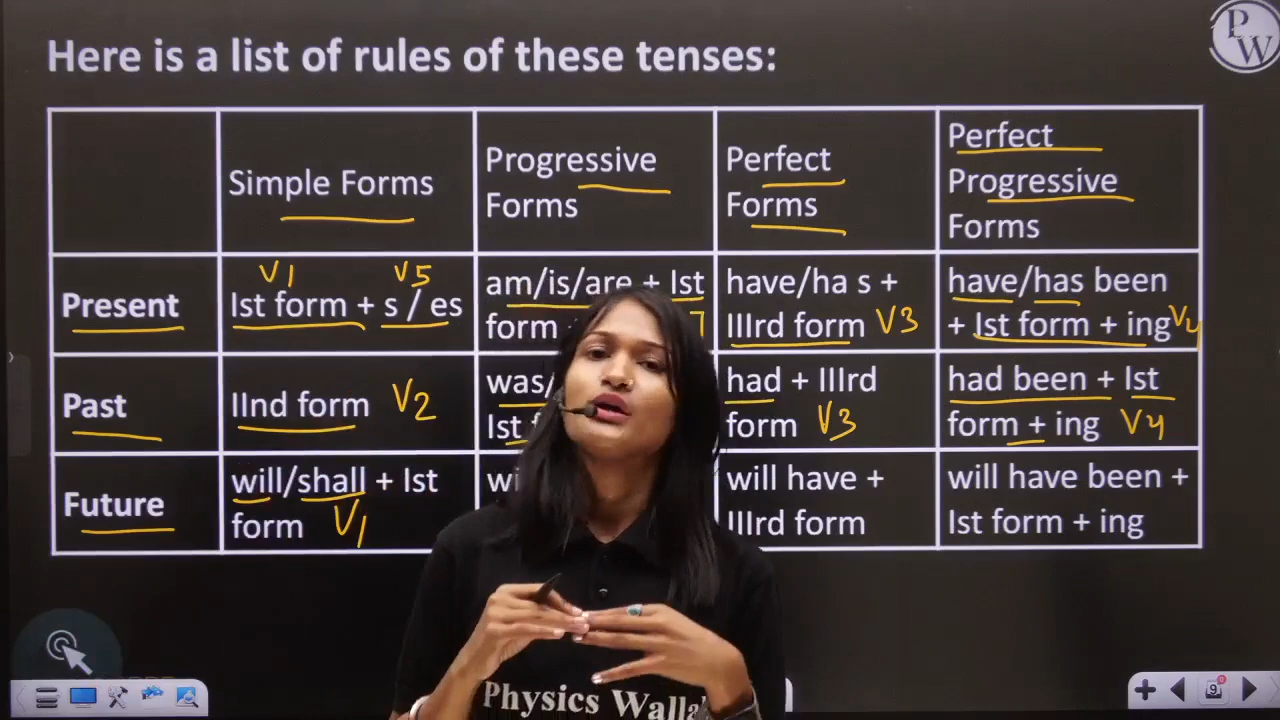 Here is a list of rules of these tenses:
PW
Simple Forms
Progressive
Forms
Perfect
Forms
Perfect
Progressive
Forms
Present
V1 V5
Ist form + s / es
am/is/are + Ist
form
have/ha s +
IIIrd form V3
have/has been
+ Ist form + ing V4
Past
IInd form V2
was/
Ist
had + IIIrd
form V3
had been + Ist
form + ing V4
Future
will/shall + Ist
form V1
will have +
IIIrd form
will have been +
Ist form + ing
Physics Walla
9